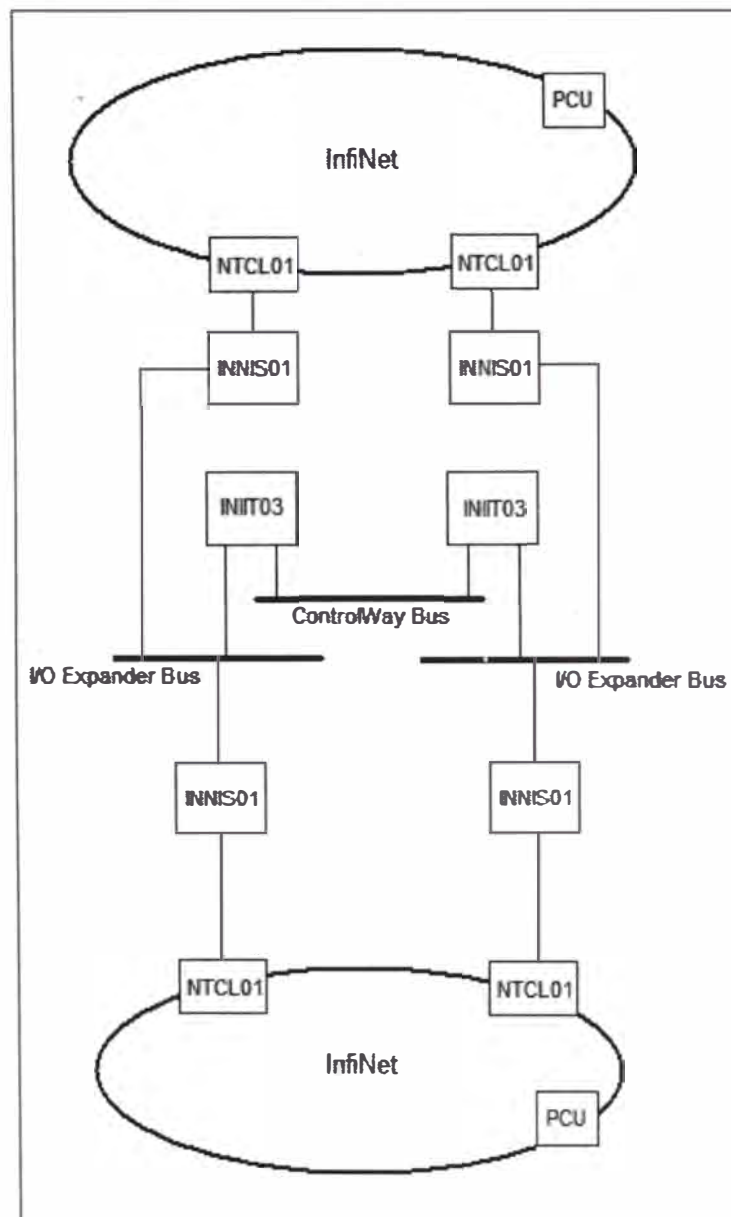 PCU
InfiNet
NTCL01
NTCL01
INNIS01
INNIS01
INIIT03
INIIT03
ControlWay Bus
I/O Expander Bus
I/O Expander Bus
INNIS01
INNIS01
NTCL01
NTCL01
InfiNet
PCU